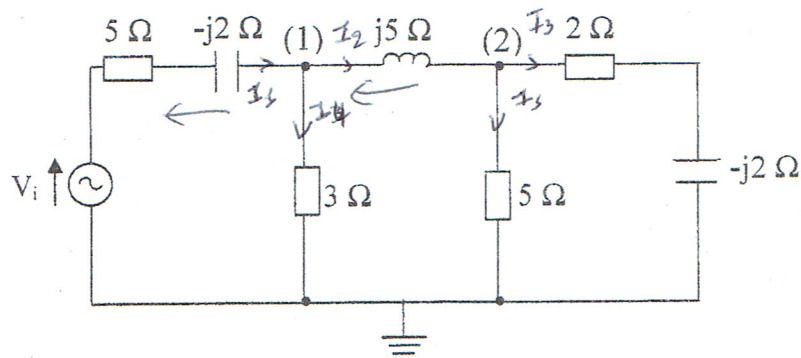 5 Ω -j2 Ω (1) I₂ j5 Ω (2) I₃ 2 Ω
I₁ I₄ I₅
Vᵢ ~ 3 Ω 5 Ω -j2 Ω